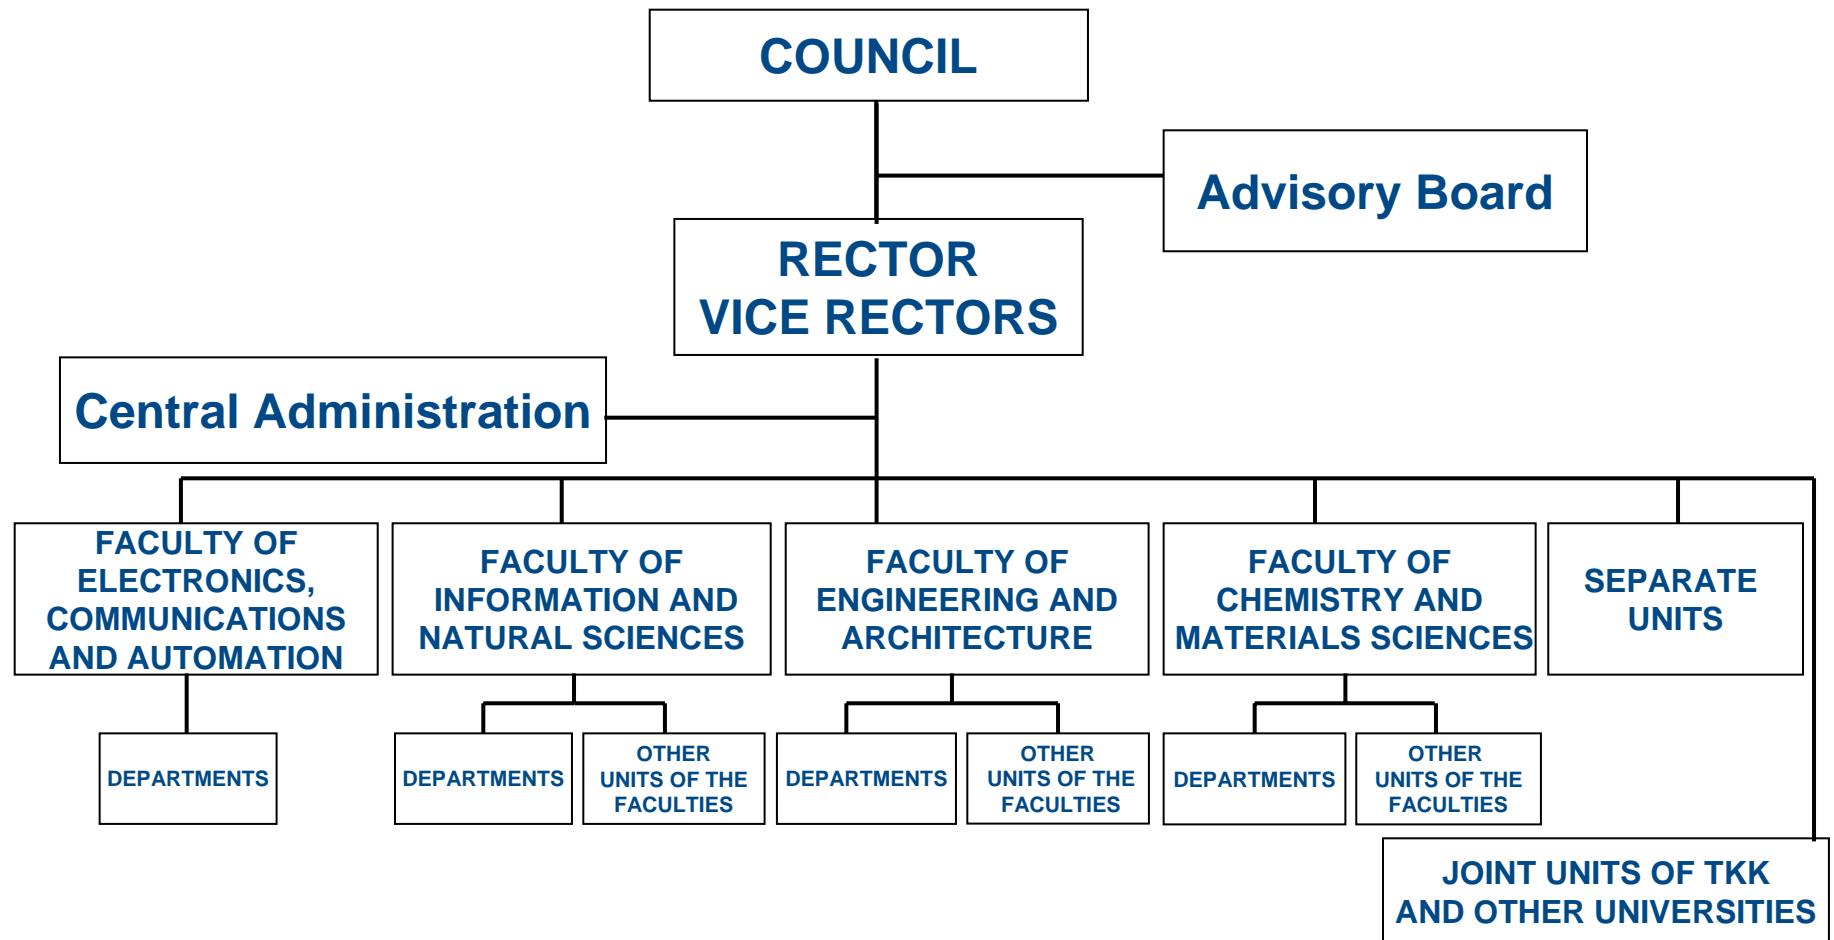 COUNCIL
Advisory Board
RECTOR
VICE RECTORS
Central Administration
FACULTY OF
ELECTRONICS,
COMMUNICATIONS
AND AUTOMATION
FACULTY OF
INFORMATION AND
NATURAL SCIENCES
FACULTY OF
ENGINEERING AND
ARCHITECTURE
FACULTY OF
CHEMISTRY AND
MATERIALS SCIENCES
SEPARATE
UNITS
DEPARTMENTS
DEPARTMENTS
OTHER
UNITS OF THE
FACULTIES
DEPARTMENTS
OTHER
UNITS OF THE
FACULTIES
DEPARTMENTS
OTHER
UNITS OF THE
FACULTIES
JOINT UNITS OF TKK
AND OTHER UNIVERSITIES